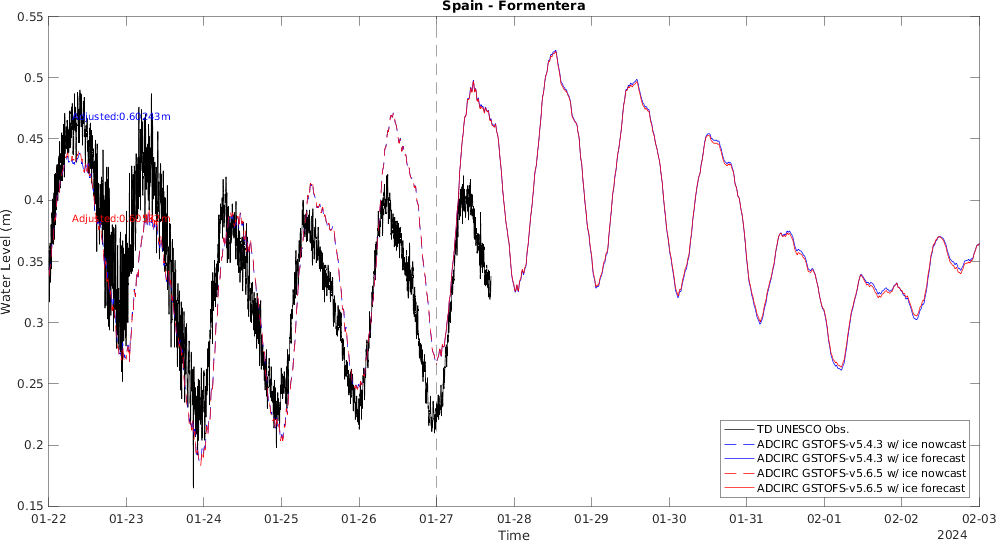 Spain - Formentera
0.55
0.5
0.45
0.4
0.35
0.3
0.25
0.2
0.15
Water Level (m)
Adjusted:0.60243m
TD UNESCO Obs.
ADCIRC GSTOFS-v5.4.3 w/ ice nowcast
ADCIRC GSTOFS-v5.4.3 w/ ice forecast
ADCIRC GSTOFS-v5.6.5 w/ ice nowcast
ADCIRC GSTOFS-v5.6.5 w/ ice forecast
01-22 01-23 01-24 01-25 01-26 01-27 01-28 01-29 01-30 01-31 02-01 02-02 02-03
Time
2024